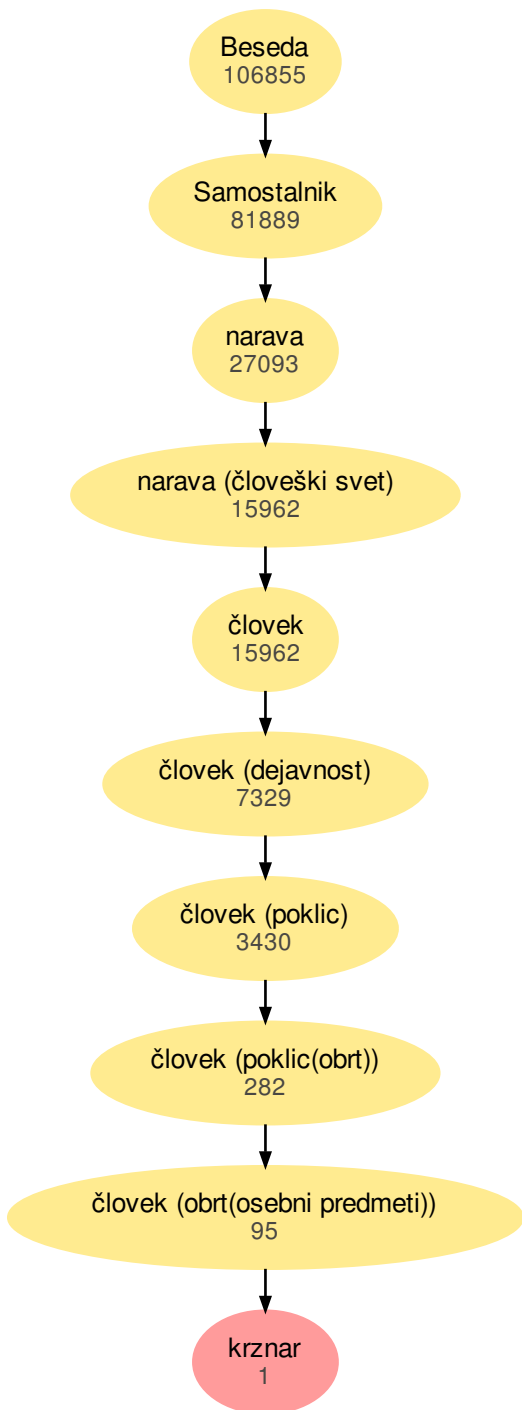 Beseda
106855
Samostalnik
81889
narava
27093
narava (človeški svet)
15962
človek
15962
človek (dejavnost)
7329
človek (poklic)
3430
človek (poklic(obrt))
282
človek (obrt(osebni predmeti))
95
krznar
1